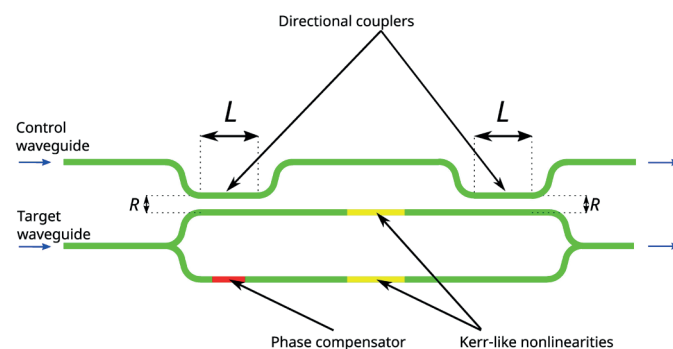 Directional couplers
L
L
Control
waveguide
R
R
Target
waveguide
Phase compensator
Kerr-like nonlinearities